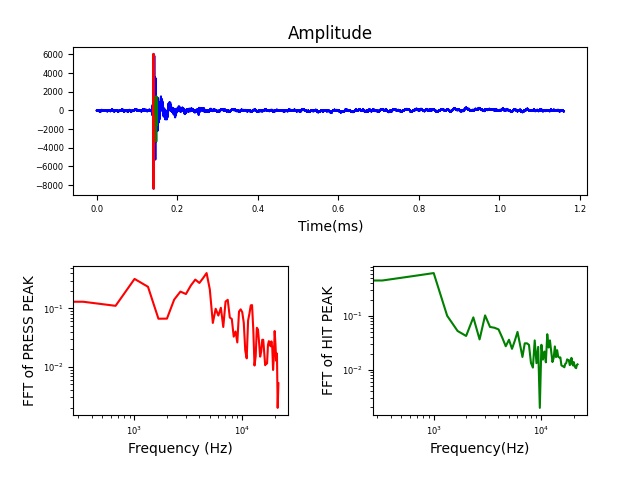 Amplitude
6000
4000
2000
0
−2000
−4000
−6000
−8000
0.0 0.2 0.4 0.6 0.8 1.0 1.2
Time(ms)
FFT of PRESS PEAK
10⁻¹
10⁻²
10³ 10⁴
Frequency (Hz)
FFT of HIT PEAK
10⁻¹
10⁻²
10³ 10⁴
Frequency(Hz)